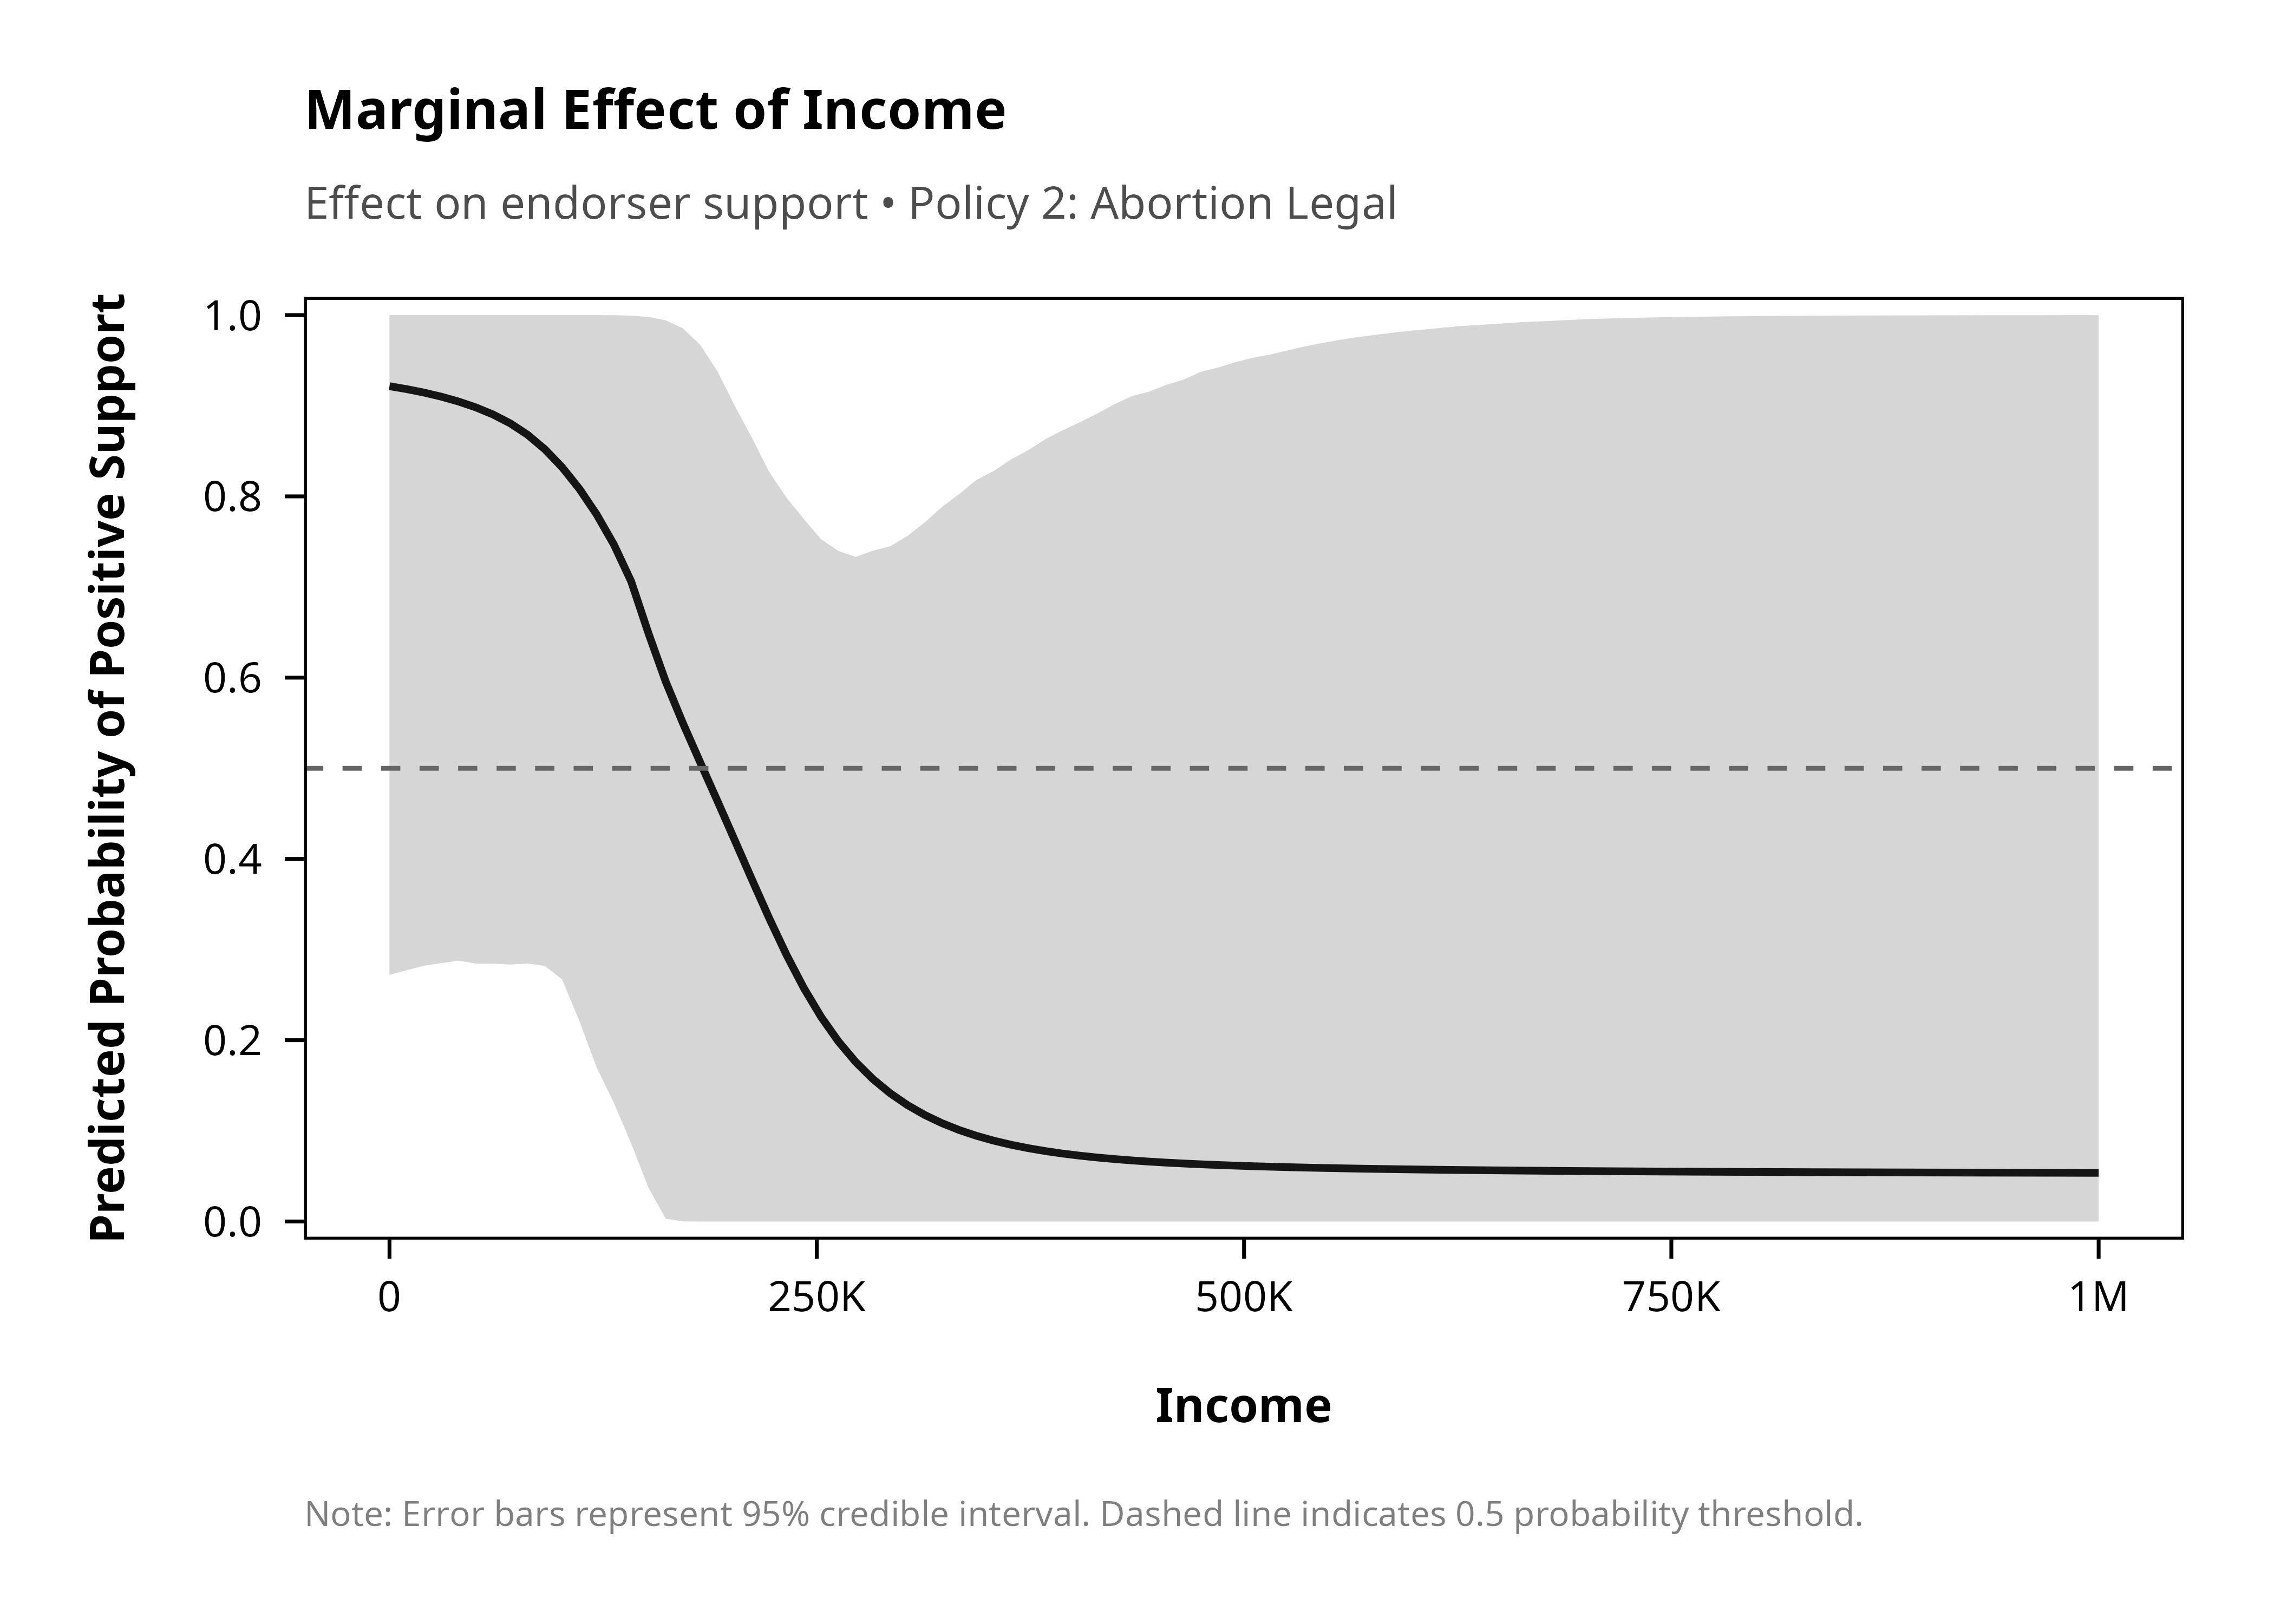 Marginal Effect of Income
Effect on endorser support • Policy 2: Abortion Legal
Predicted Probability of Positive Support
1.0
0.8
0.6
0.4
0.2
0.0
0 250K 500K 750K 1M
Income
Note: Error bars represent 95% credible interval. Dashed line indicates 0.5 probability threshold.